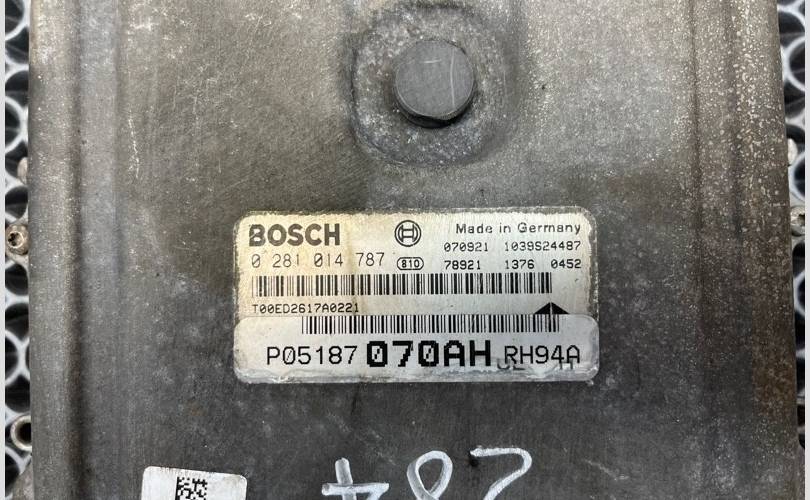 BOSCH Made in Germany
070921 1039S24487
0 281 014 787 810 78921 1376 0452
T00ED2617A0221
P05187 070AH RH94A